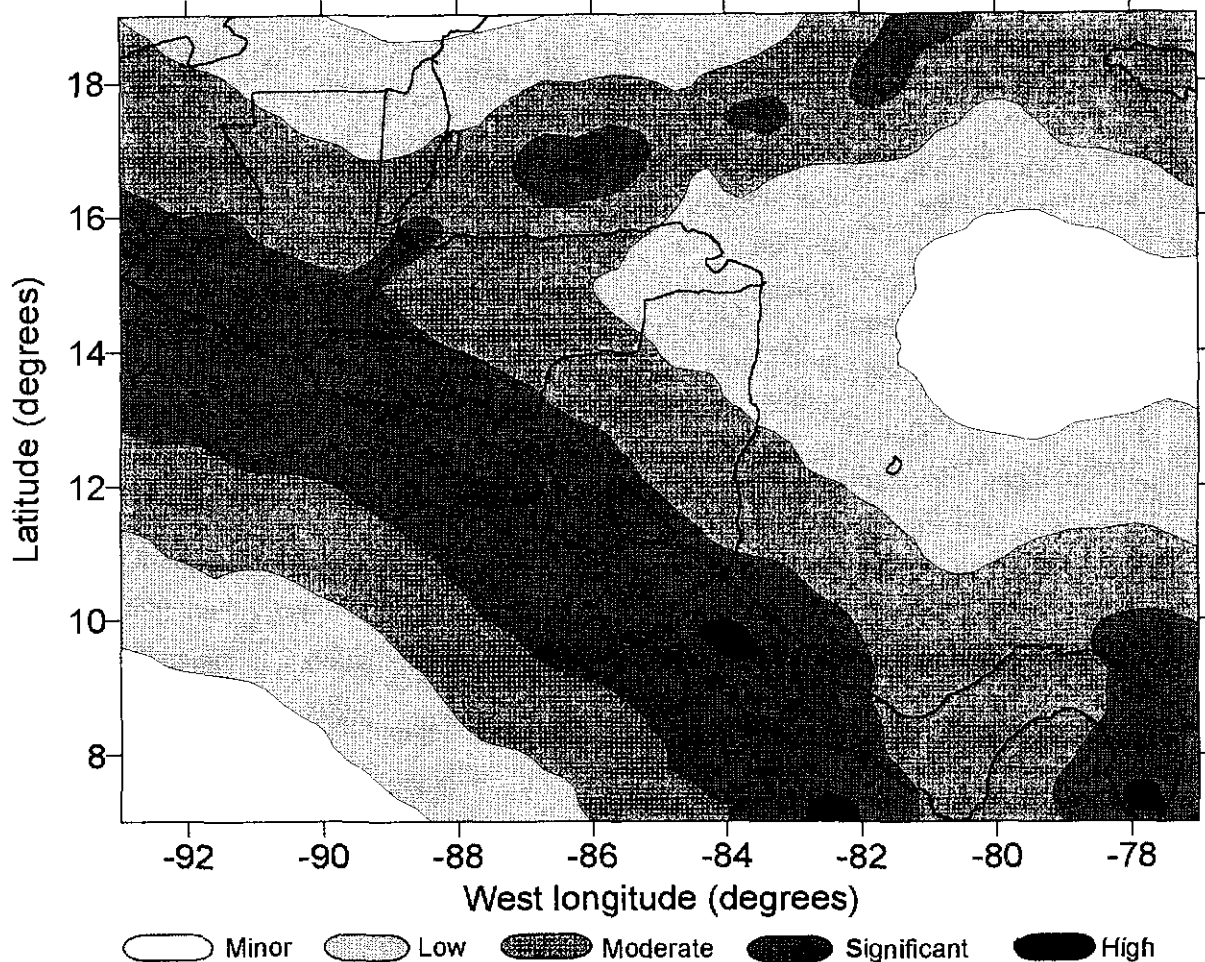 18
16
14
12
10
8
Latitude (degrees)
-92 -90 -88 -86 -84 -82 -80 -78
West longitude (degrees)
Minor Low Moderate Significant High